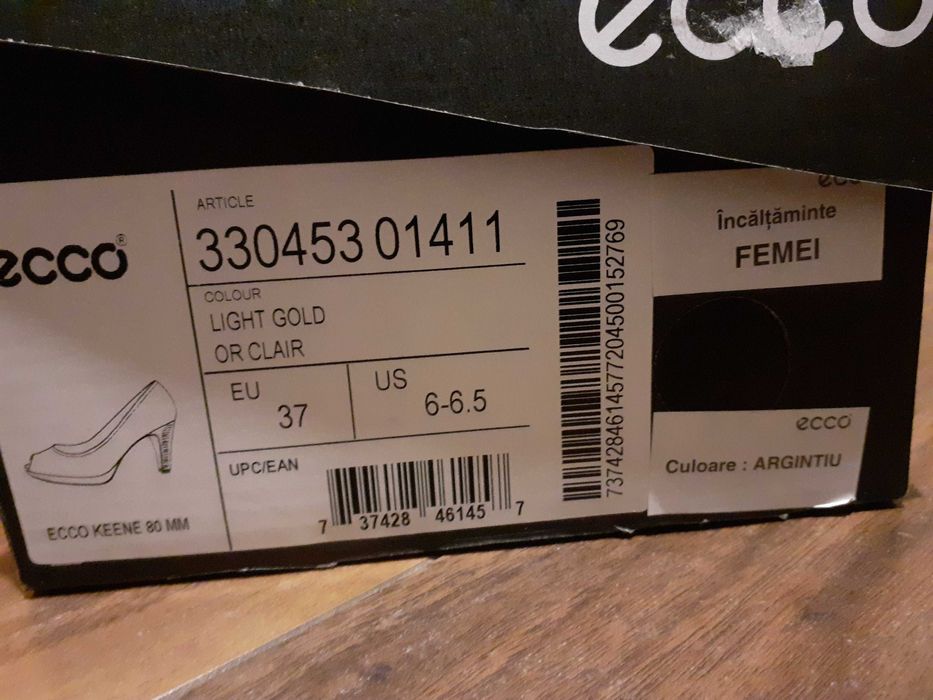 ecco
ecco®
ARTICLE
330453 01411
COLOUR
LIGHT GOLD
OR CLAIR
EU
37
US
6-6.5
UPC/EAN
7 37428 46145 7
ECCO KEENE 80 MM
737428461457720450015​2769
ecco
Încălțăminte
FEMEI
ecco
Culoare : ARGINTIU